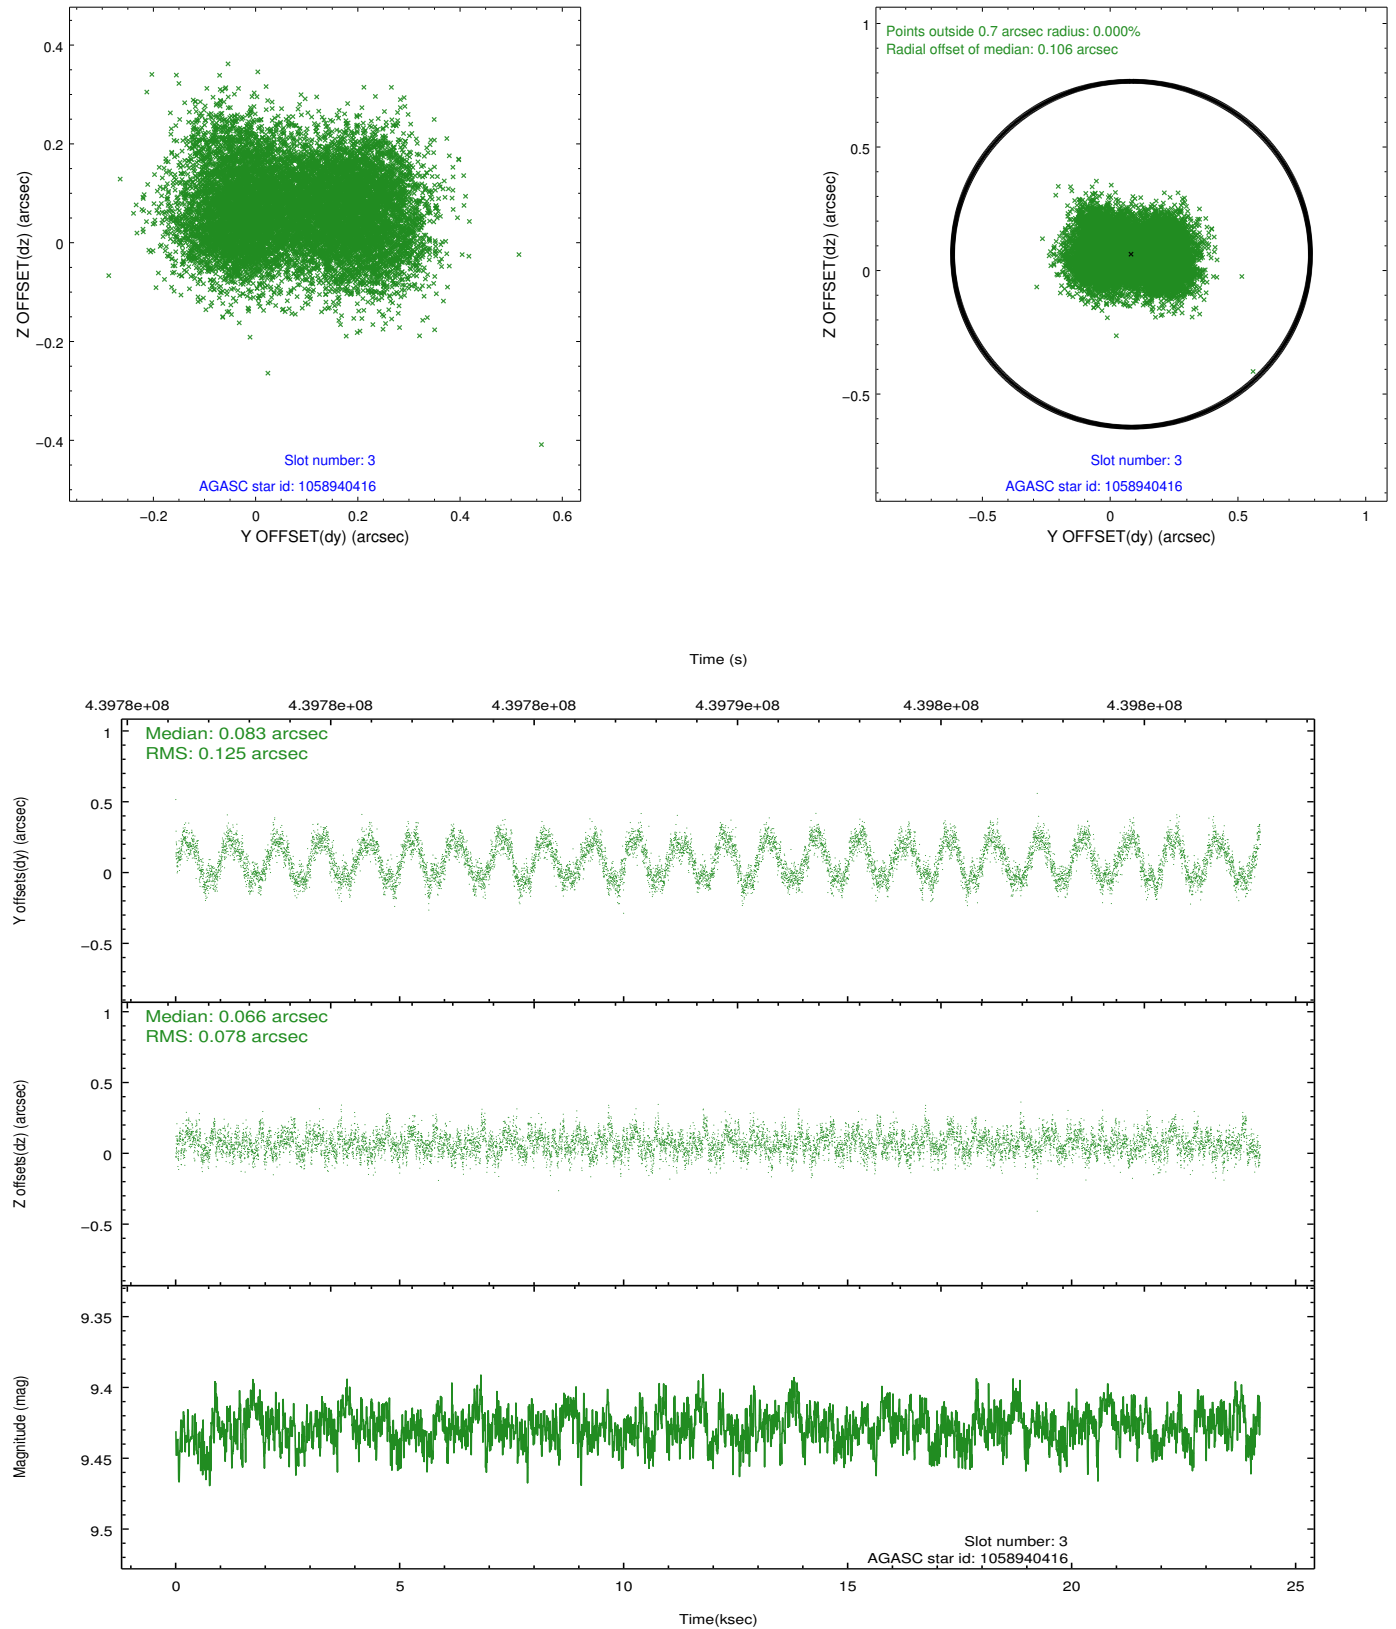 0.4
0.2
0
−0.2
−0.4
Z OFFSET(dz) (arcsec)
Slot number: 3
AGASC star id: 1058940416
−0.2 0 0.2 0.4 0.6
Y OFFSET(dy) (arcsec)
Points outside 0.7 arcsec radius: 0.000%
Radial offset of median: 0.106 arcsec
1
0.5
0
−0.5
Z OFFSET(dz) (arcsec)
Slot number: 3
AGASC star id: 1058940416
−0.5 0 0.5 1
Y OFFSET(dy) (arcsec)
Time (s)
4.3978e+08 4.3978e+08 4.3978e+08 4.3979e+08 4.398e+08 4.398e+08
Median: 0.083 arcsec
RMS: 0.125 arcsec
1
0.5
0
−0.5
Y offsets(dy) (arcsec)
Median: 0.066 arcsec
RMS: 0.078 arcsec
1
0.5
0
−0.5
Z offsets(dz) (arcsec)
9.35
9.4
9.45
9.5
Magnitude (mag)
Slot number: 3
AGASC star id: 1058940416
0 5 10 15 20 25
Time(ksec)